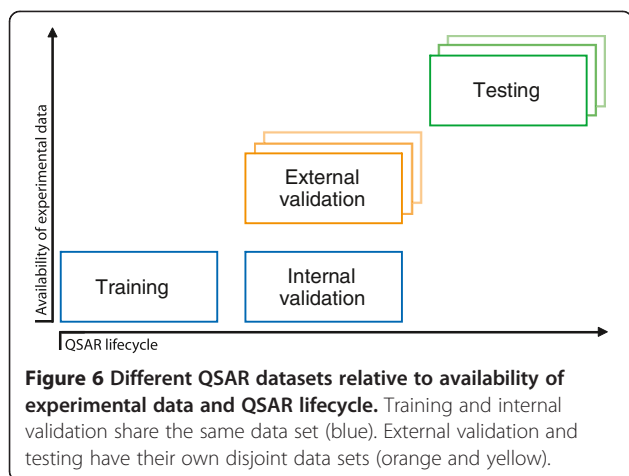 Availability of experimental data
Testing
External
validation
Training
Internal
validation
QSAR lifecycle
Figure 6 Different QSAR datasets relative to availability of
experimental data and QSAR lifecycle. Training and internal
validation share the same data set (blue). External validation and
testing have their own disjoint data sets (orange and yellow).